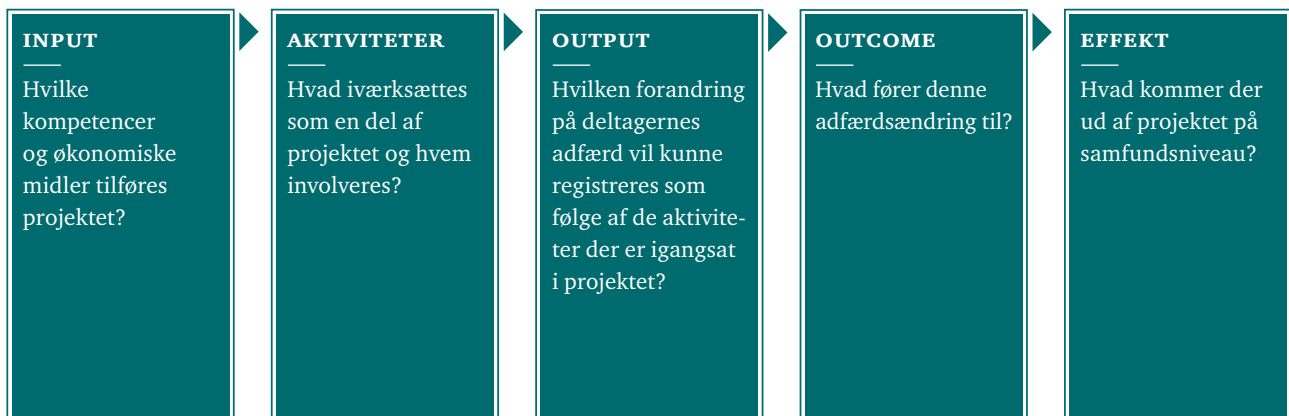 INPUT
Hvilke
kompetencer
og økonomiske
midler tilføres
projektet?
AKTIVITETER
Hvad iværksættes
som en del af
projektet og hvem
involveres?
OUTPUT
Hvilken forandring
på deltagernes
adfærd vil kunne
registreres som
følge af de aktivite-
ter der er igangsat
i projektet?
OUTCOME
Hvad fører denne
adfærdsændring til?
EFFEKT
Hvad kommer der
ud af projektet på
samfundsniveau?